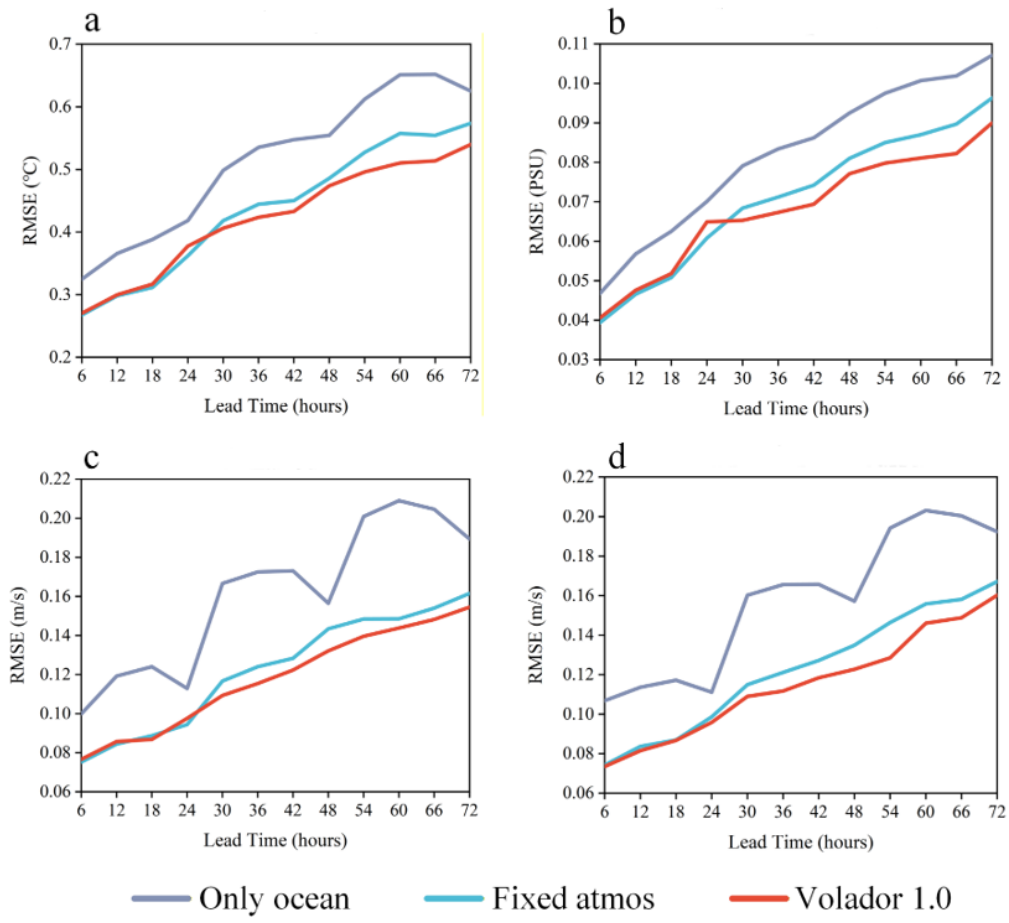 a
0.7
0.6
0.5
0.4
0.3
0.2
RMSE (°C)
6 12 18 24 30 36 42 48 54 60 66 72
Lead Time (hours)
b
0.11
0.10
0.09
0.08
0.07
0.06
0.05
0.04
0.03
RMSE (PSU)
6 12 18 24 30 36 42 48 54 60 66 72
Lead Time (hours)
c
0.22
0.20
0.18
0.16
0.14
0.12
0.10
0.08
0.06
RMSE (m/s)
6 12 18 24 30 36 42 48 54 60 66 72
Lead Time (hours)
d
0.22
0.20
0.18
0.16
0.14
0.12
0.10
0.08
0.06
RMSE (m/s)
6 12 18 24 30 36 42 48 54 60 66 72
Lead Time (hours)
Only ocean Fixed atmos Volador 1.0